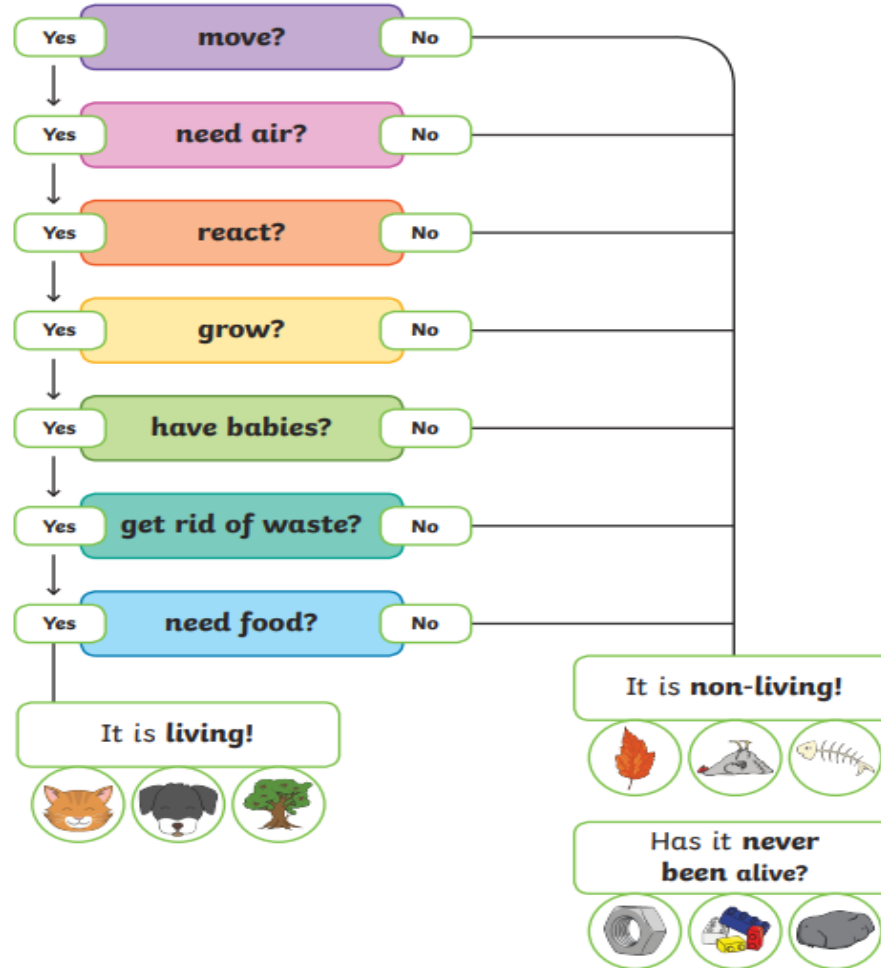 Yes move? No
Yes need air? No
Yes react? No
Yes grow? No
Yes have babies? No
Yes get rid of waste? No
Yes need food? No
It is non-living!
It is living!
Has it never
been alive?